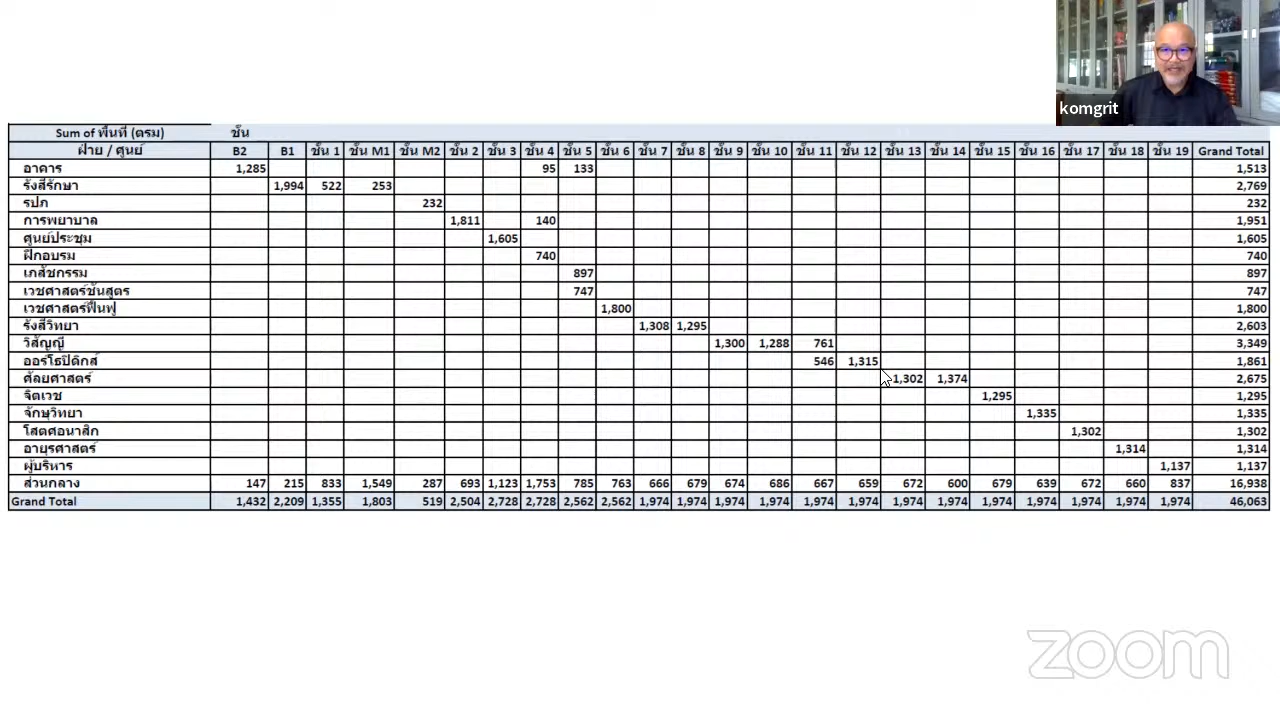 komgrit
Sum of พื้นที่ (ตรม) ชั้น
ฝ่าย / ศูนย์ B2 B1 ชั้น 1 ชั้น M1 ชั้น M2 ชั้น 2 ชั้น 3 ชั้น 4 ชั้น 5 ชั้น 6 ชั้น 7 ชั้น 8 ชั้น 9 ชั้น 10 ชั้น 11 ชั้น 12 ชั้น 13 ชั้น 14 ชั้น 15 ชั้น 16 ชั้น 17 ชั้น 18 ชั้น 19 Grand Total
อาคาร 1,285 95 133 1,513
รังสีรักษา 1,994 522 253 2,769
รปภ 232 232
การพยาบาล 1,811 140 1,951
ศูนย์ประชุม 1,605 1,605
ฝึกอบรม 740 740
เภสัชกรรม 897 897
เวชศาสตร์ชันสูตร 747 747
เวชศาสตร์ฟื้นฟู 1,800 1,800
รังสีวิทยา 1,308 1,295 2,603
วิสัญญี 1,300 1,288 761 3,349
ออร์โธปิดิกส์ 546 1,315 1,861
ศัลยศาสตร์ 1,302 1,374 2,675
จิตเวช 1,295 1,295
จักษุวิทยา 1,335 1,335
โสตศอนาสิก 1,302 1,302
อายุรศาสตร์ 1,314 1,314
ผู้บริหาร 1,137 1,137
ส่วนกลาง 147 215 833 1,549 287 693 1,123 1,753 785 763 666 679 674 686 667 659 672 600 679 639 672 660 837 16,938
Grand Total 1,432 2,209 1,355 1,803 519 2,504 2,728 2,728 2,562 2,562 1,974 1,974 1,974 1,974 1,974 1,974 1,974 1,974 1,974 1,974 1,974 1,974 1,974 46,063
zoom